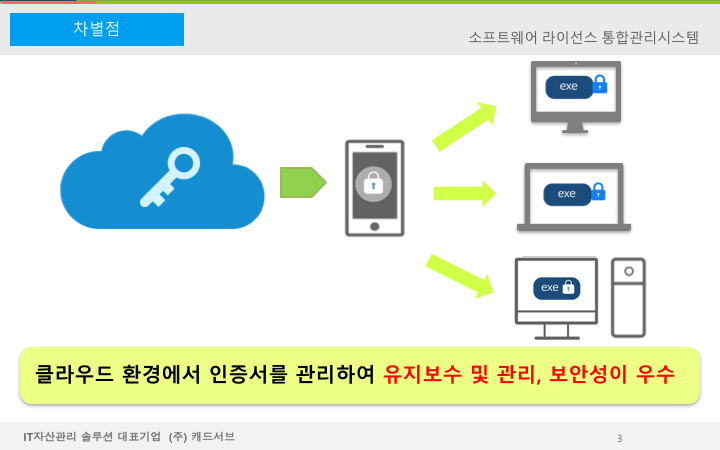 차별점
소프트웨어 라이선스 통합관리시스템
exe
exe
exe
클라우드 환경에서 인증서를 관리하여 유지보수 및 관리, 보안성이 우수
IT자산관리 솔루션 대표기업 (주) 캐드서브
3